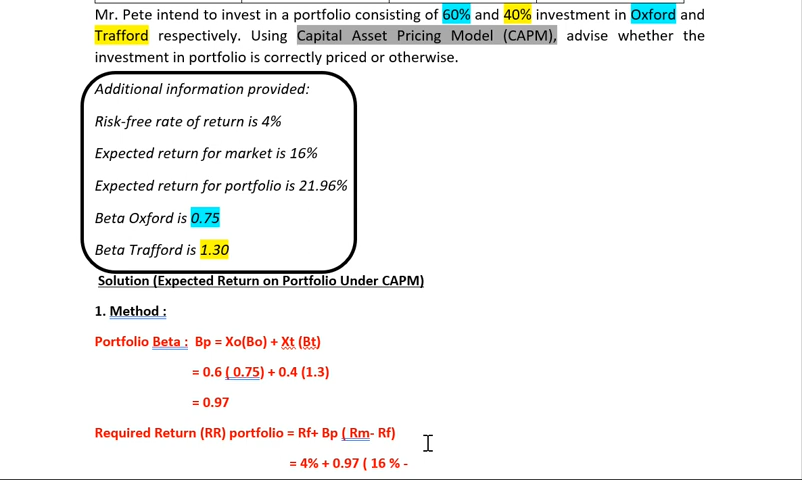 Mr. Pete intend to invest in a portfolio consisting of 60% and 40% investment in Oxford and
Trafford respectively. Using Capital Asset Pricing Model (CAPM), advise whether the
investment in portfolio is correctly priced or otherwise.
Additional information provided:
Risk-free rate of return is 4%
Expected return for market is 16%
Expected return for portfolio is 21.96%
Beta Oxford is 0.75
Beta Trafford is 1.30
Solution (Expected Return on Portfolio Under CAPM)
1. Method :
Portfolio Beta : Bp = Xo(Bo) + Xt (Bt)
= 0.6 ( 0.75) + 0.4 (1.3)
= 0.97
Required Return (RR) portfolio = Rf+ Bp ( Rm- Rf)
= 4% + 0.97 ( 16 % -